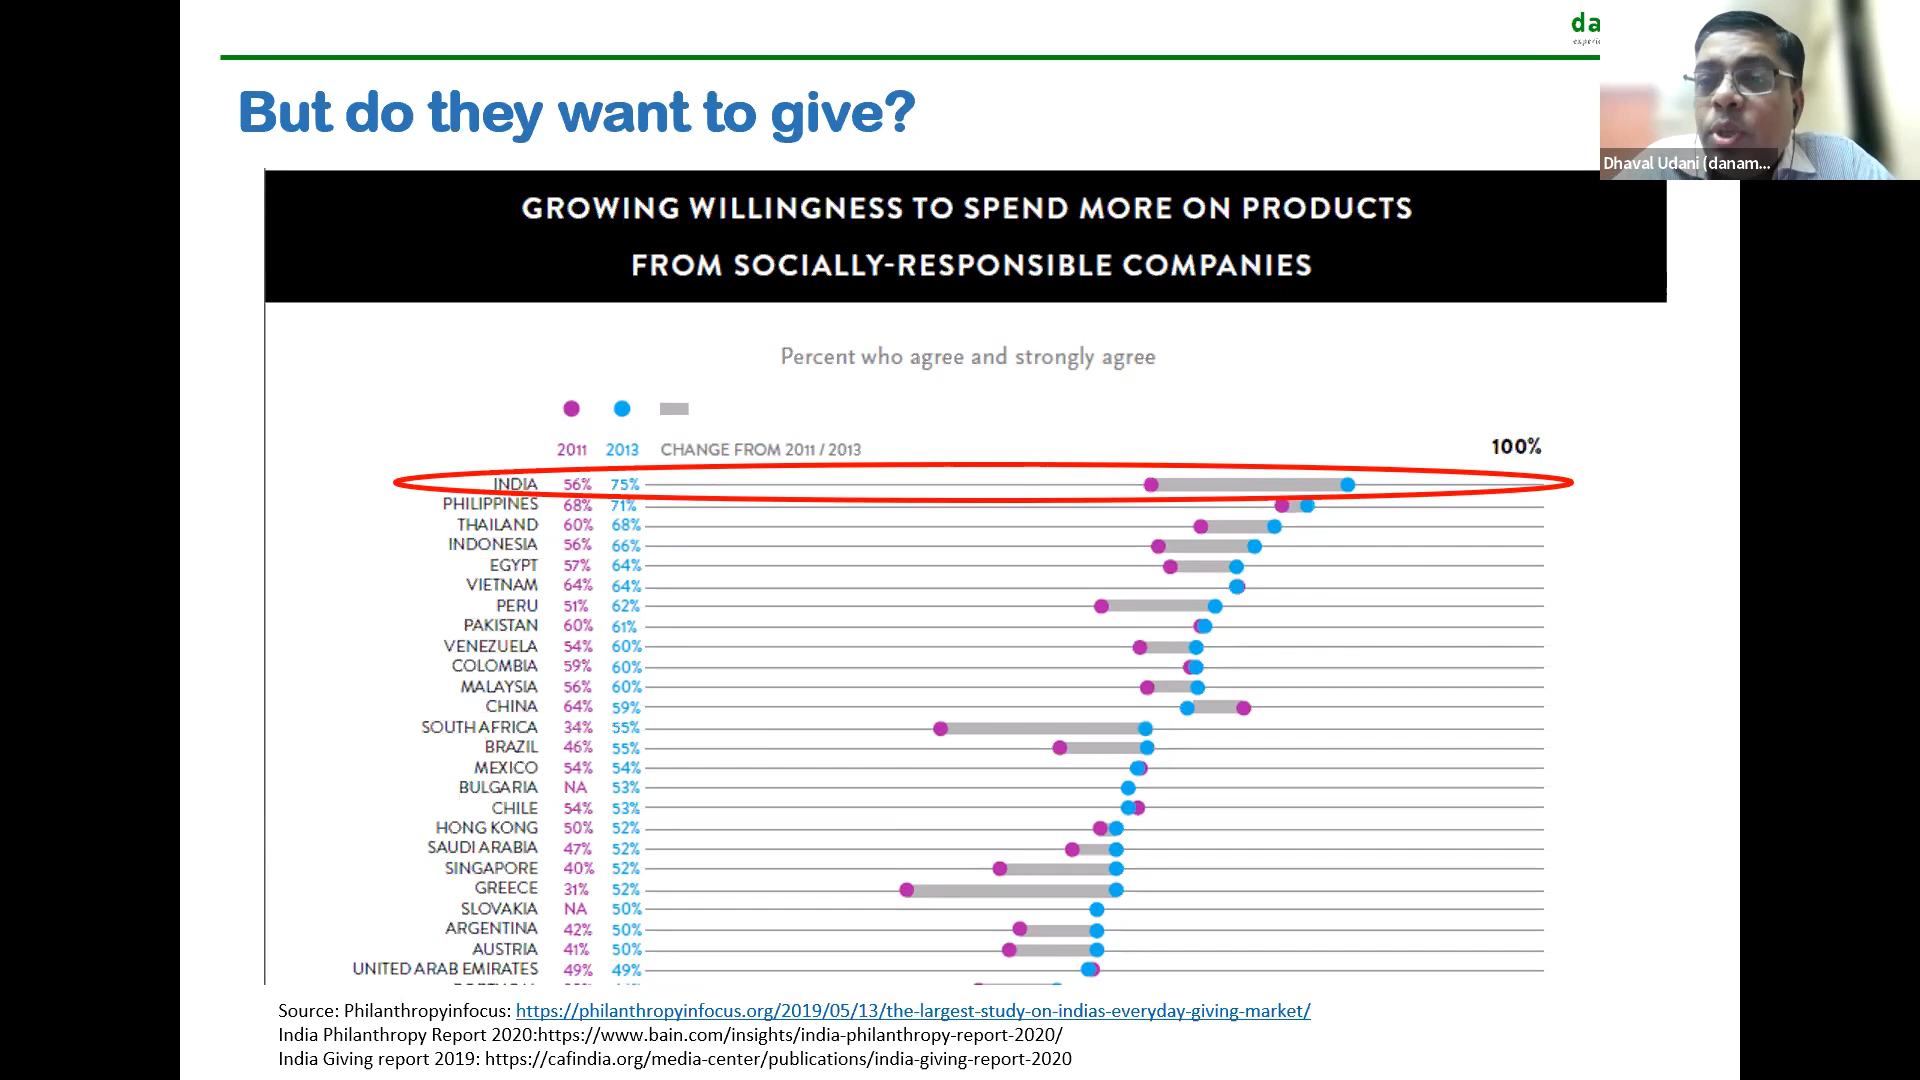 da
experie
Dhaval Udani (danam...
But do they want to give?
GROWING WILLINGNESS TO SPEND MORE ON PRODUCTS
FROM SOCIALLY-RESPONSIBLE COMPANIES
Percent who agree and strongly agree
2011 2013 CHANGE FROM 2011 / 2013 100%
INDIA 56% 75%
PHILIPPINES 68% 71%
THAILAND 60% 68%
INDONESIA 56% 66%
EGYPT 57% 64%
VIETNAM 64% 64%
PERU 51% 62%
PAKISTAN 60% 61%
VENEZUELA 54% 60%
COLOMBIA 59% 60%
MALAYSIA 56% 60%
CHINA 64% 59%
SOUTH AFRICA 34% 55%
BRAZIL 46% 55%
MEXICO 54% 54%
BULGARIA NA 53%
CHILE 54% 53%
HONG KONG 50% 52%
SAUDI ARABIA 47% 52%
SINGAPORE 40% 52%
GREECE 31% 52%
SLOVAKIA NA 50%
ARGENTINA 42% 50%
AUSTRIA 41% 50%
UNITED ARAB EMIRATES 49% 49%
Source: Philanthropyinfocus: https://philanthropyinfocus.org/2019/05/13/the-largest-study-on-indias-everyday-giving-market/
India Philanthropy Report 2020:https://www.bain.com/insights/india-philanthropy-report-2020/
India Giving report 2019: https://cafindia.org/media-center/publications/india-giving-report-2020